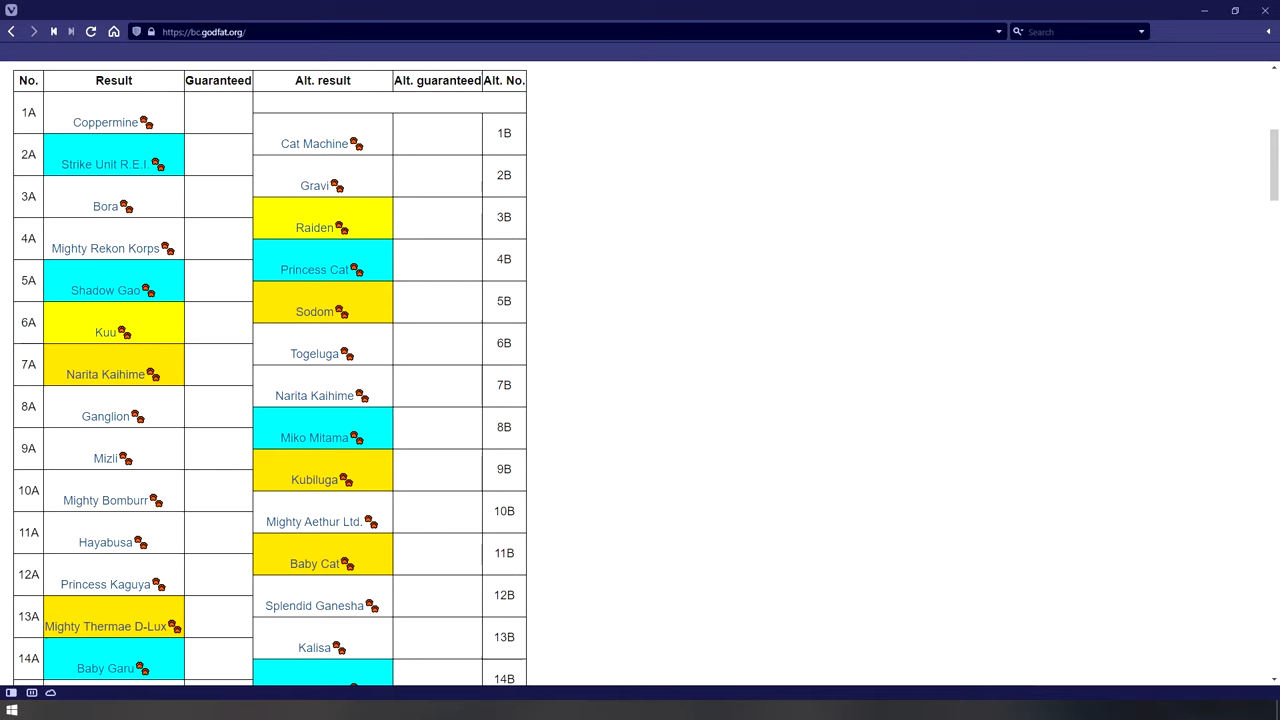 https://bc.godfat.org/
Search
No. Result Guaranteed Alt. result Alt. guaranteed Alt. No.
1A Coppermine
Cat Machine 1B
2A Strike Unit R.E.I.
Gravi 2B
3A Bora
Raiden 3B
4A Mighty Rekon Korps
Princess Cat 4B
5A Shadow Gao
Sodom 5B
6A Kuu
Togeluga 6B
7A Narita Kaihime
Narita Kaihime 7B
8A Ganglion
Miko Mitama 8B
9A Mizli
Kubiluga 9B
10A Mighty Bomburr
Mighty Aethur Ltd. 10B
11A Hayabusa
Baby Cat 11B
12A Princess Kaguya
Splendid Ganesha 12B
13A Mighty Thermae D-Lux
Kalisa 13B
14A Baby Garu
14B